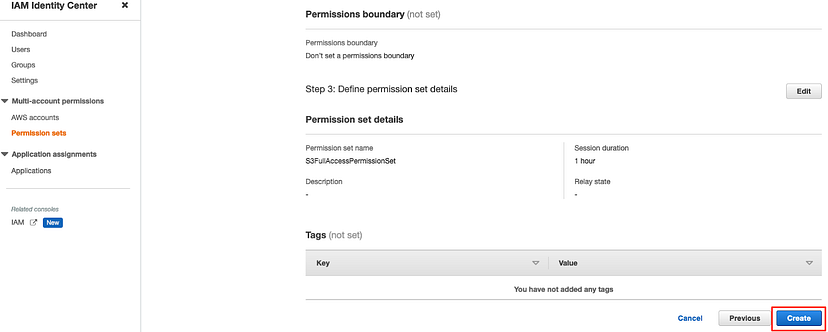 IAM Identity Center
Dashboard
Users
Groups
Settings
Multi-account permissions
AWS accounts
Permission sets
Application assignments
Applications
Related consoles
IAM New
Permissions boundary (not set)
Permissions boundary
Don't set a permissions boundary
Step 3: Define permission set details
Edit
Permission set details
Permission set name
S3FullAccessPermissionSet
Session duration
1 hour
Description
-
Relay state
-
Tags (not set)
Key Value
You have not added any tags
Cancel Previous Create